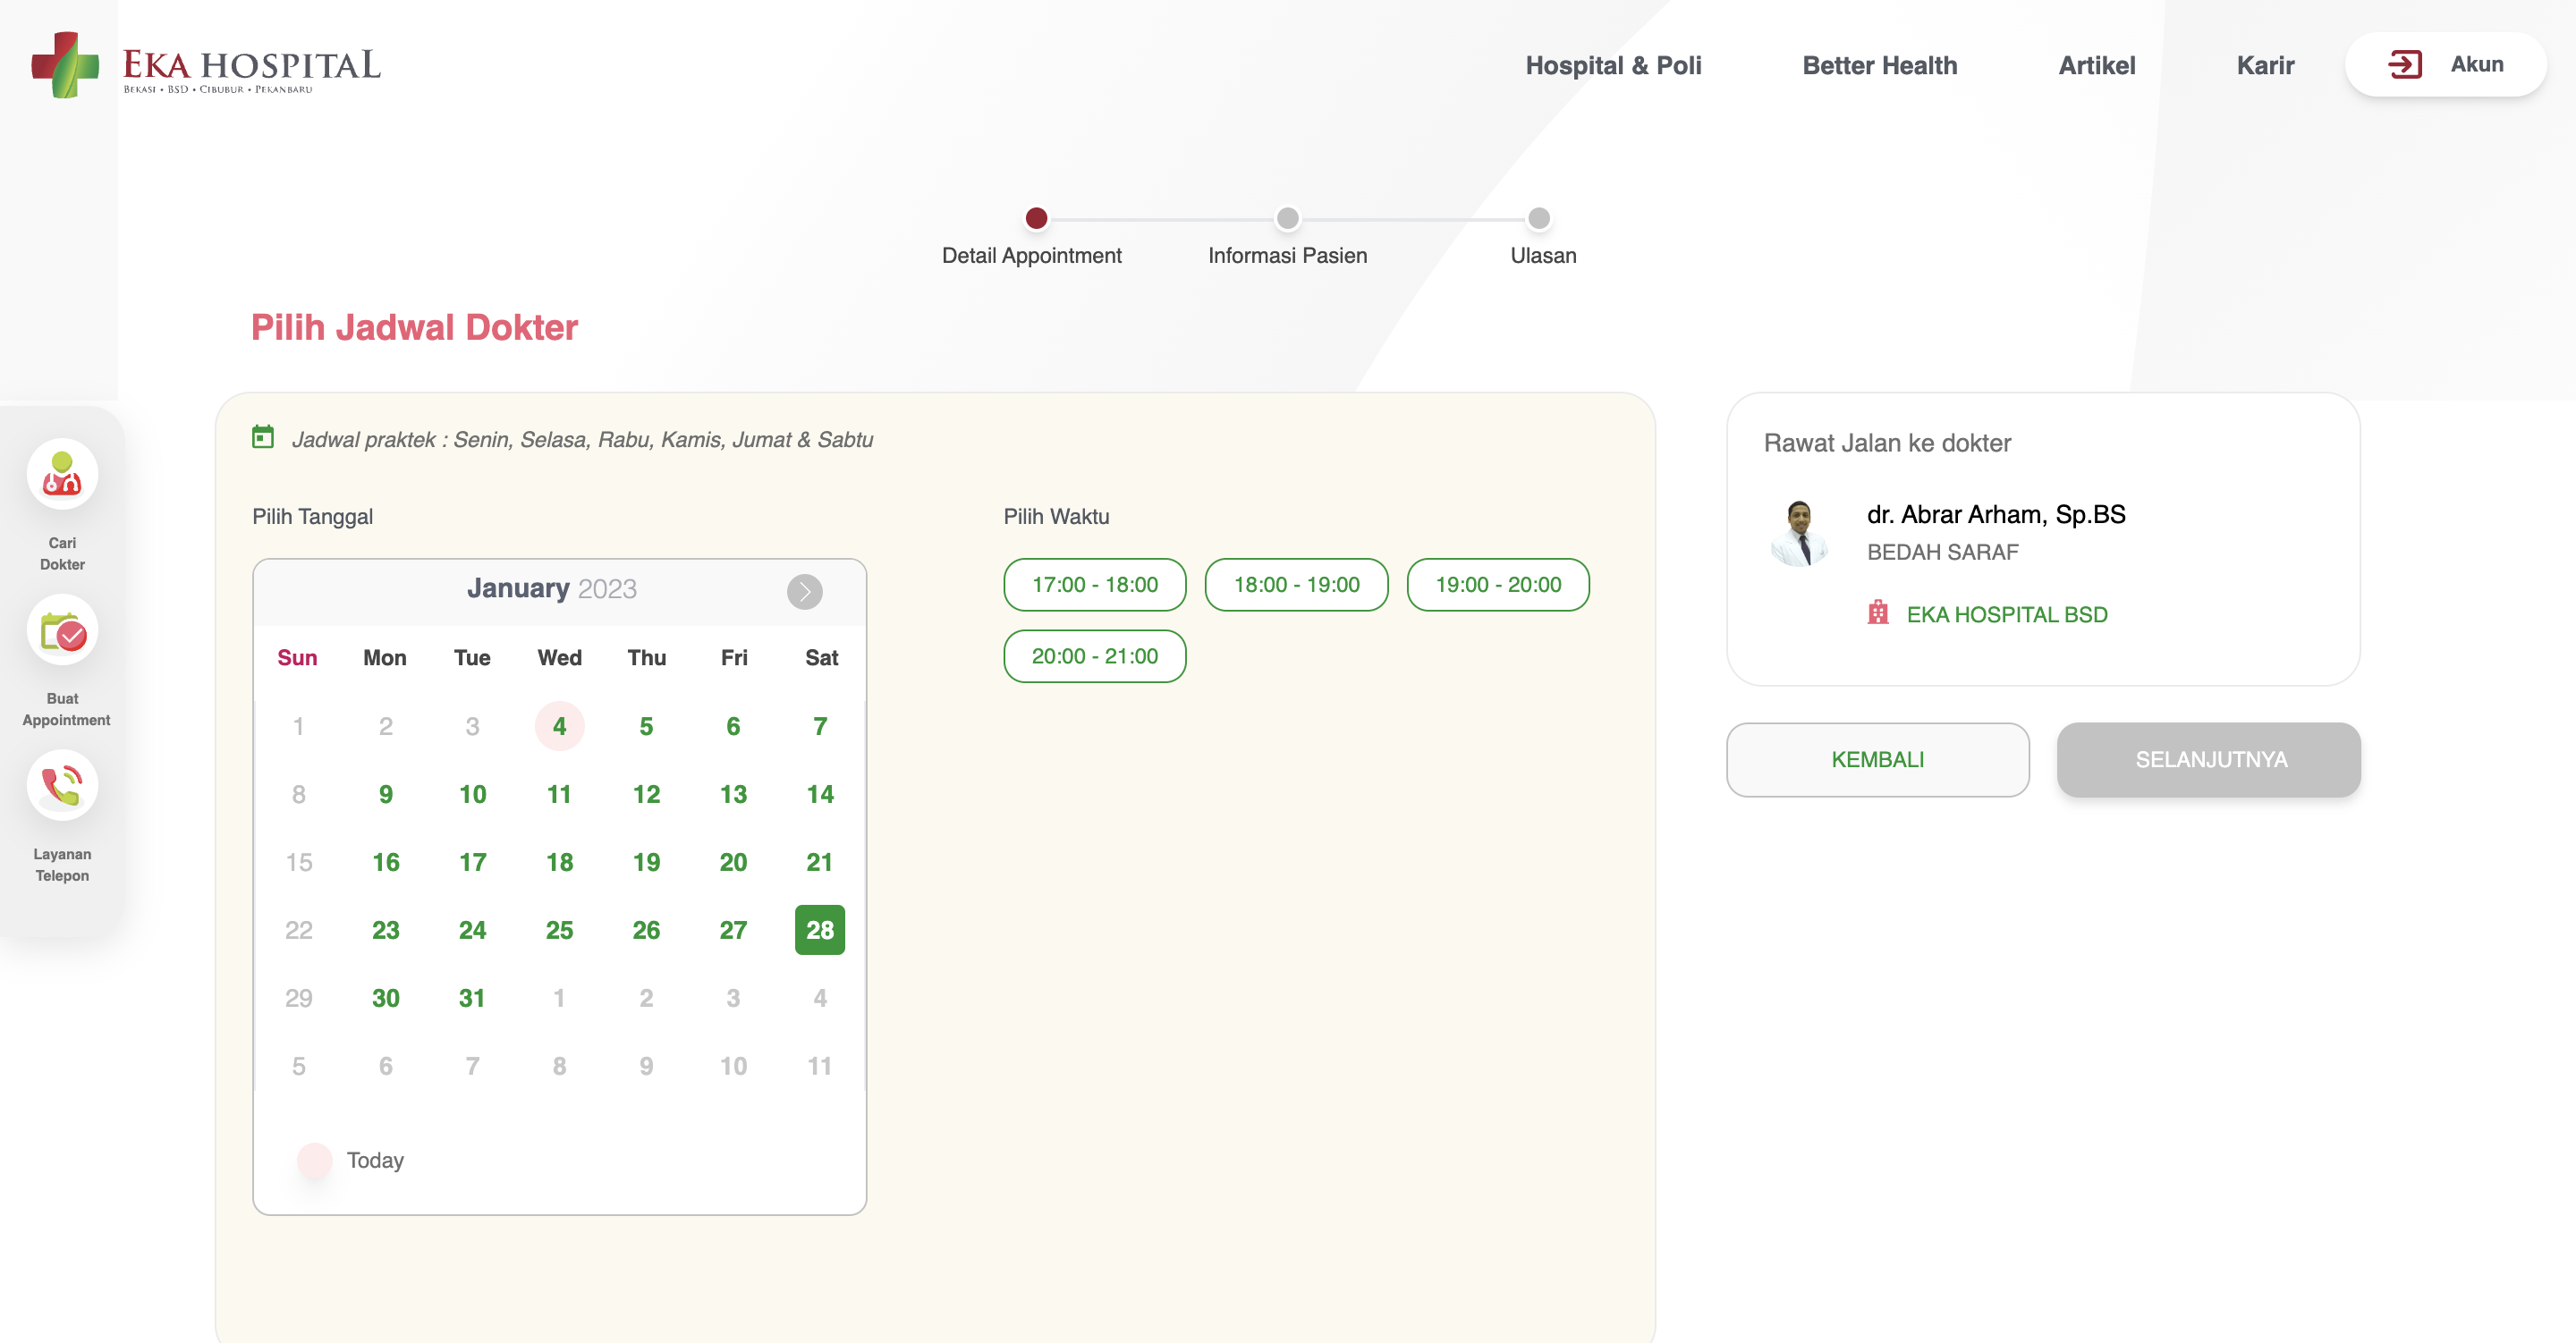 EKA HOSPITAL
BEKASI • BSD • CIBUBUR • PEKANBARU
Hospital & Poli
Better Health
Artikel
Karir
Akun
Detail Appointment
Informasi Pasien
Ulasan
Pilih Jadwal Dokter
Cari
Dokter
Buat
Appointment
Layanan
Telepon
Jadwal praktek : Senin, Selasa, Rabu, Kamis, Jumat & Sabtu
Pilih Tanggal
January 2023
Sun Mon Tue Wed Thu Fri Sat
1 2 3 4 5 6 7
8 9 10 11 12 13 14
15 16 17 18 19 20 21
22 23 24 25 26 27 28
29 30 31 1 2 3 4
5 6 7 8 9 10 11
Today
Pilih Waktu
17:00 - 18:00
18:00 - 19:00
19:00 - 20:00
20:00 - 21:00
Rawat Jalan ke dokter
dr. Abrar Arham, Sp.BS
BEDAH SARAF
EKA HOSPITAL BSD
KEMBALI
SELANJUTNYA